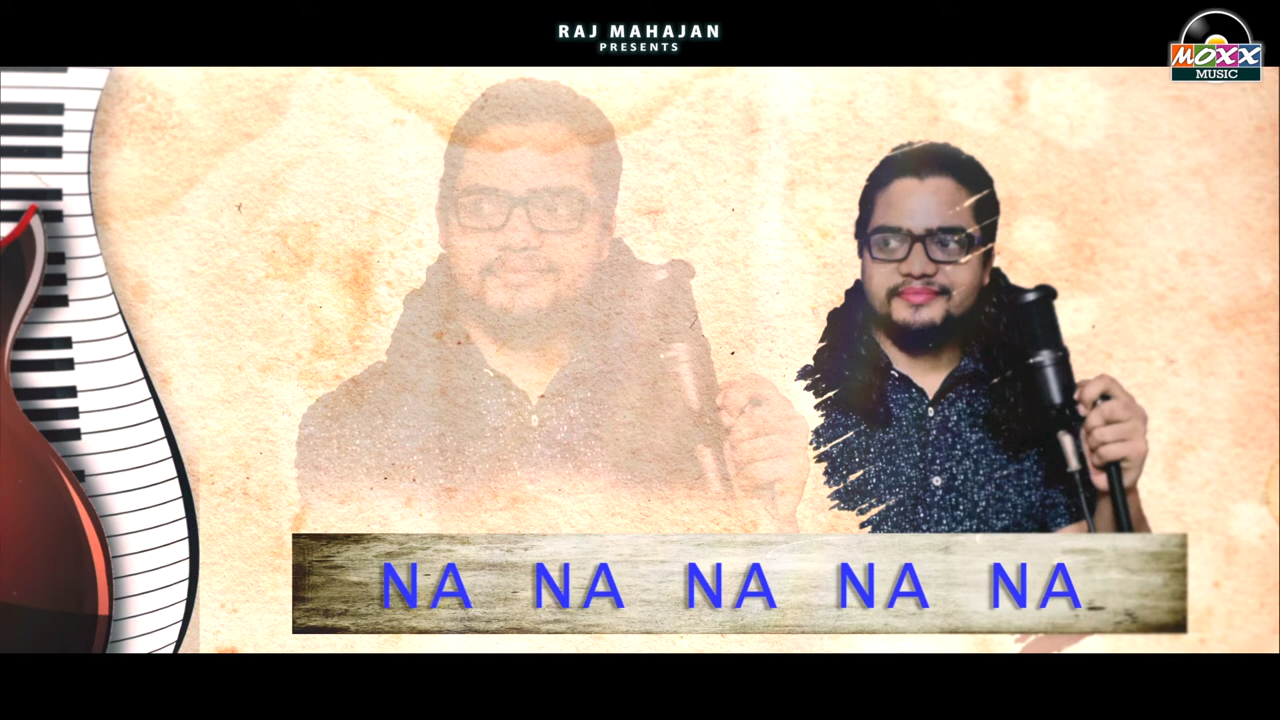 RAJ MAHAJAN
PRESENTS
MOXX
MUSIC
NA NA NA NA NA